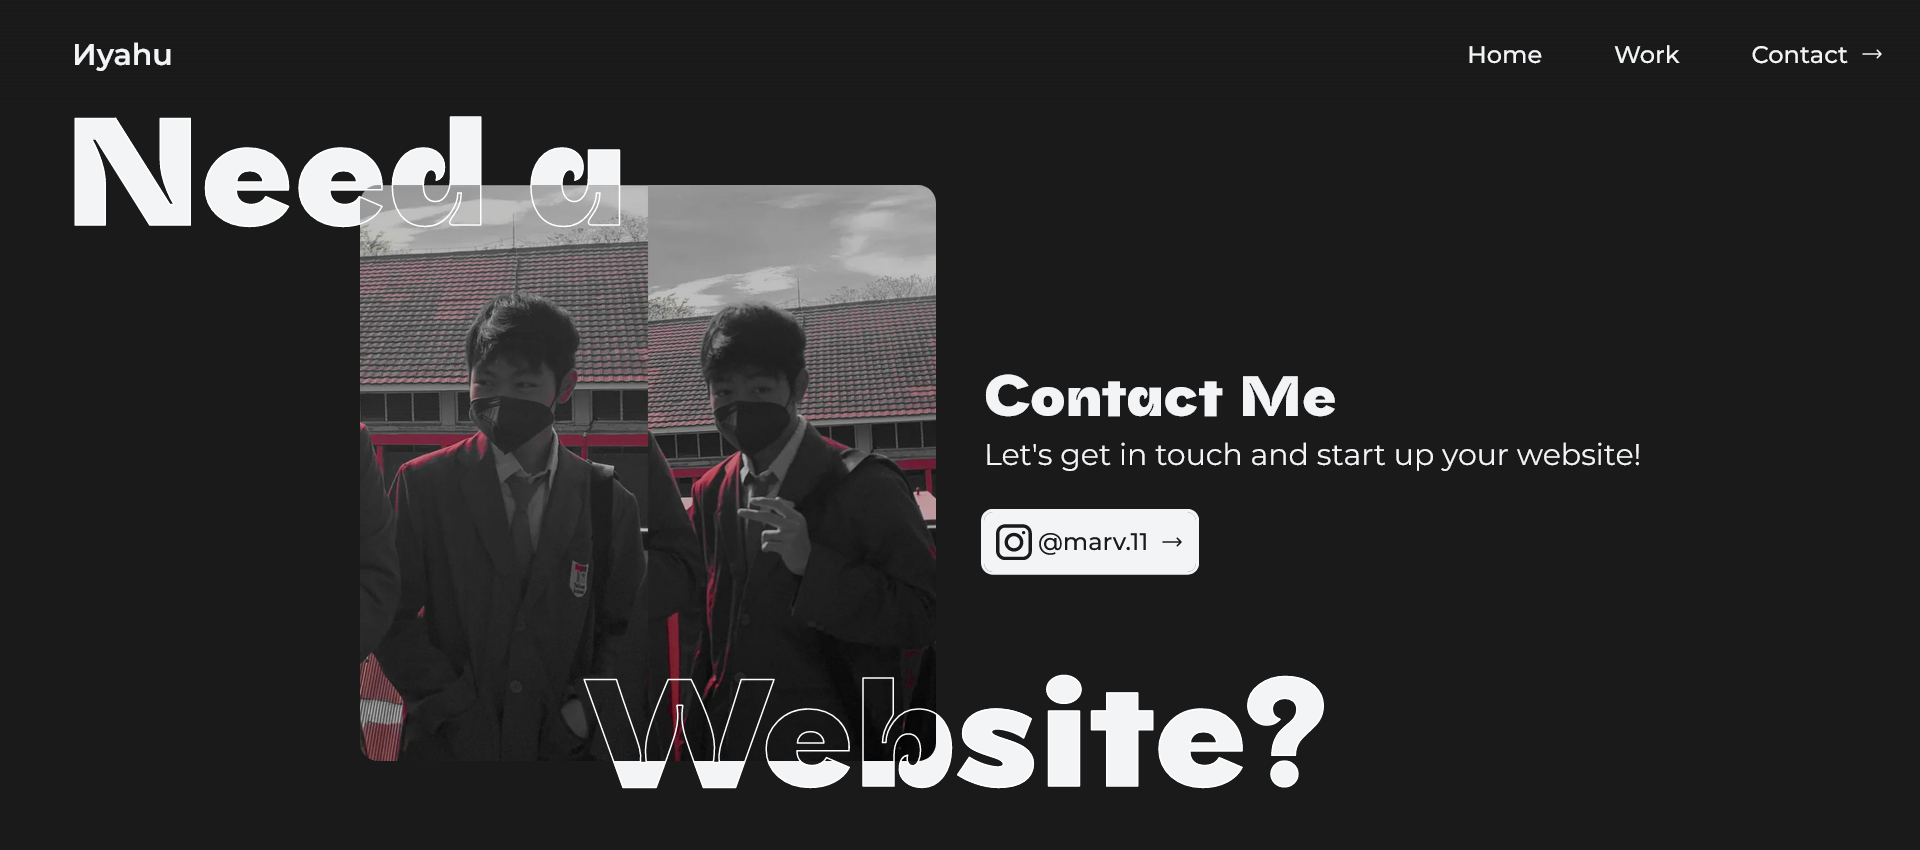 Иyahu
Home
Work
Contact →
Need a
Contact Me
Let's get in touch and start up your website!
@marv.11 →
Website?